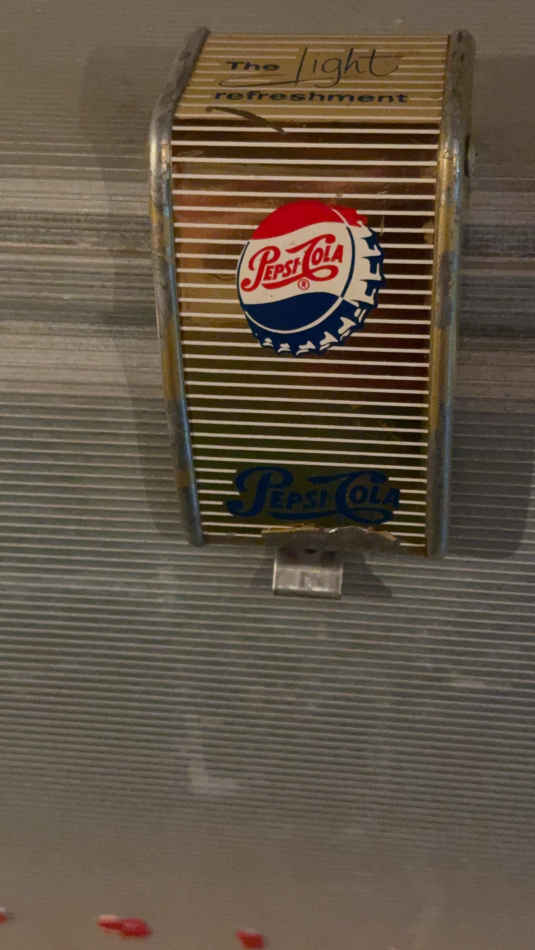 The Light
refreshment
PEPSI-COLA
®
PEPSI-COLA